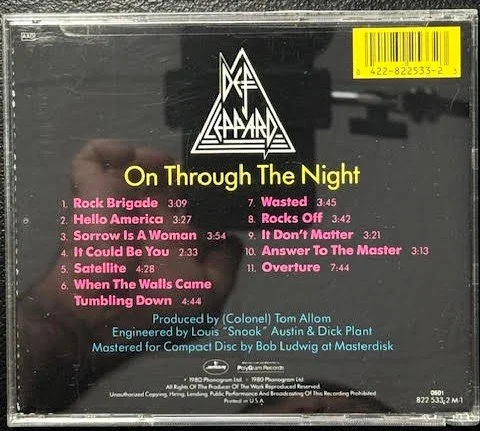 DEF
LEPPARD
0 422-822533-2 3
On Through The Night
1. Rock Brigade 3:09
2. Hello America 3:27
3. Sorrow Is A Woman 3:54
4. It Could Be You 2:33
5. Satellite 4:28
6. When The Walls Came
Tumbling Down 4:44
7. Wasted 3:45
8. Rocks Off 3:42
9. It Don't Matter 3:21
10. Answer To The Master 3:13
11. Overture 7:44
Produced by (Colonel) Tom Allom
Engineered by Louis "Snook" Austin & Dick Plant
Mastered for Compact Disc by Bob Ludwig at Masterdisk
PolyGram Records
℗ 1980 Phonogram Ltd. © 1980 Phonogram Ltd.
All Rights Of The Producer Of The Work Reproduced Reserved.
Unauthorized Copying, Hiring, Lending, Public Performance And Broadcasting Of This Recording Prohibited
Printed in U.S.A.
0501
822 533-2 M-1